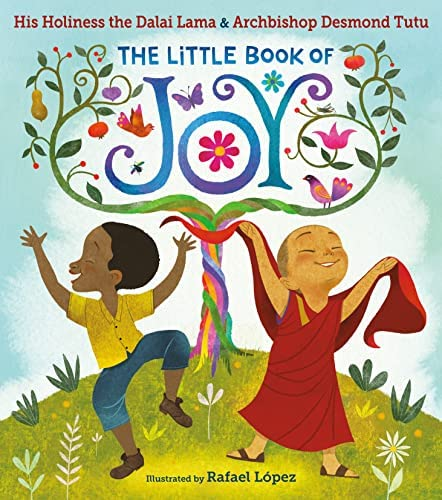 His Holiness the Dalai Lama & Archbishop Desmond Tutu
THE LiTTLE BOOK OF
JOY
Illustrated by Rafael López